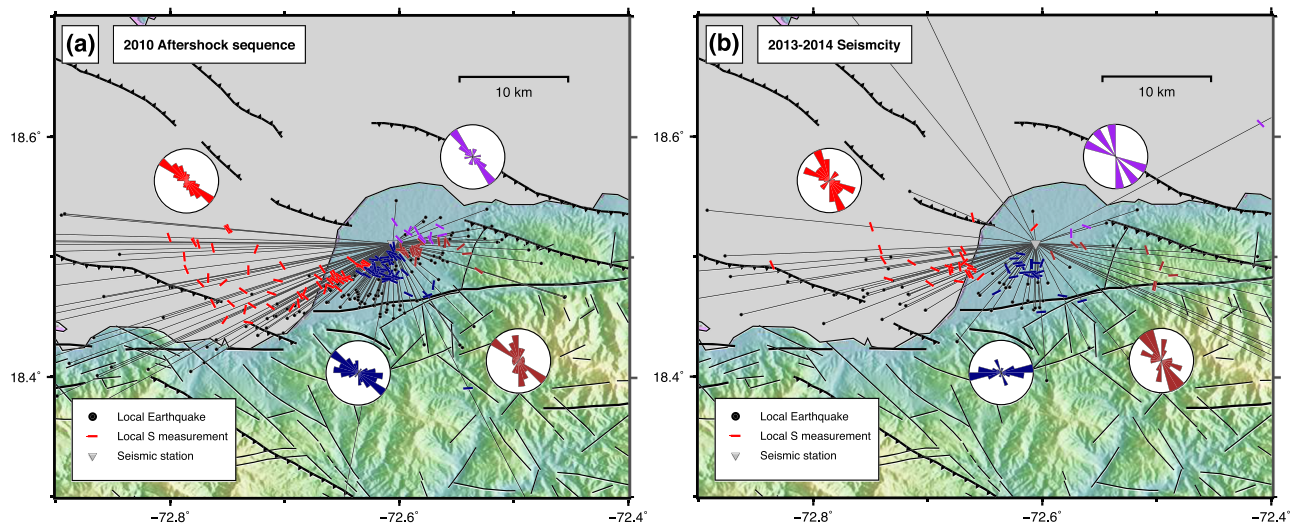 (a) 2010 Aftershock sequence
10 km
18.6°
18.4°
Local Earthquake
Local S measurement
Seismic station
−72.8 −72.6 −72.4
(b) 2013-2014 Seismcity
10 km
18.6°
18.4°
Local Earthquake
Local S measurement
Seismic station
−72.8 −72.6 −72.4